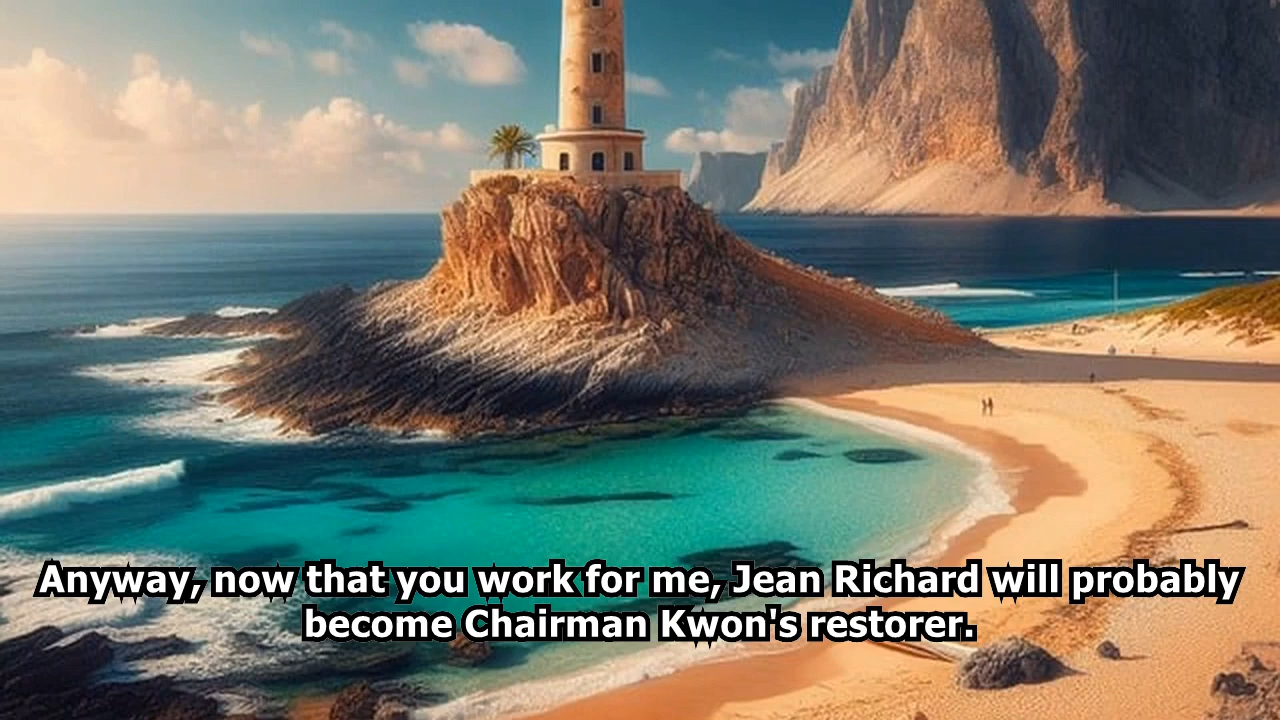 Anyway, now that you work for me, Jean Richard will probably
become Chairman Kwon's restorer.